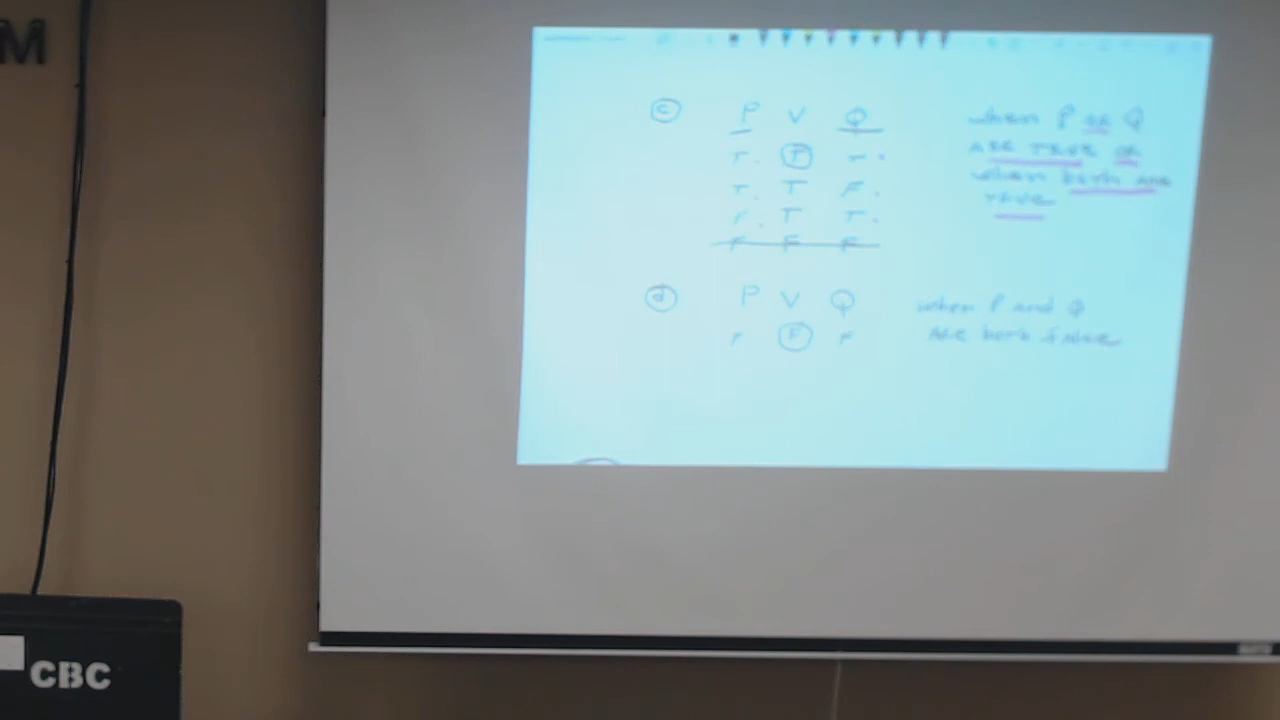 M
c P V Q
T T T
T T F
F T T
F F F
when P or Q
are true or
when both are
true
d P V Q
F F F
when P and Q
are both false
CBC